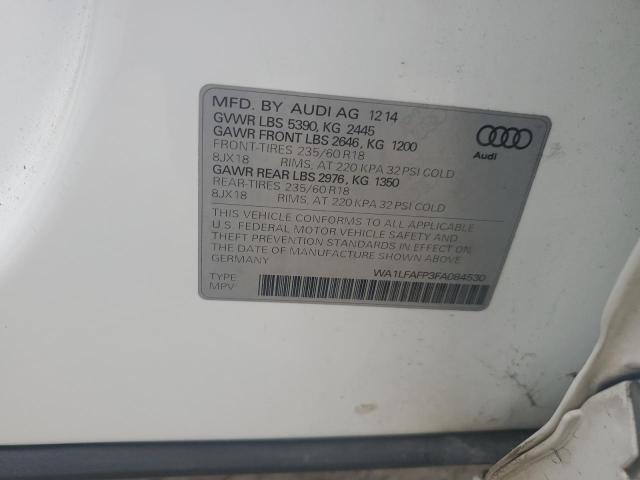 MFD. BY AUDI AG 12 14
GVWR LBS 5390, KG 2445
GAWR FRONT LBS 2646, KG 1200
FRONT-TIRES 235/60 R18
8JX18 RIMS, AT 220 KPA 32 PSI COLD
GAWR REAR LBS 2976, KG 1350
REAR-TIRES 235/60 R18
8JX18 RIMS, AT 220 KPA 32 PSI COLD
THIS VEHICLE CONFORMS TO ALL APPLICABLE
U.S. FEDERAL MOTOR VEHICLE SAFETY AND
THEFT PREVENTION STANDARDS IN EFFECT ON
THE DATE OF MANUFACTURE SHOWN ABOVE.
GERMANY
TYPE WA1LFAFP3FA084530
MPV
Audi